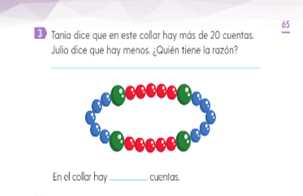 65
3 Tania dice que en este collar hay más de 20 cuentas.
Julio dice que hay menos. ¿Quién tiene la razón?
En el collar hay ________ cuentas.